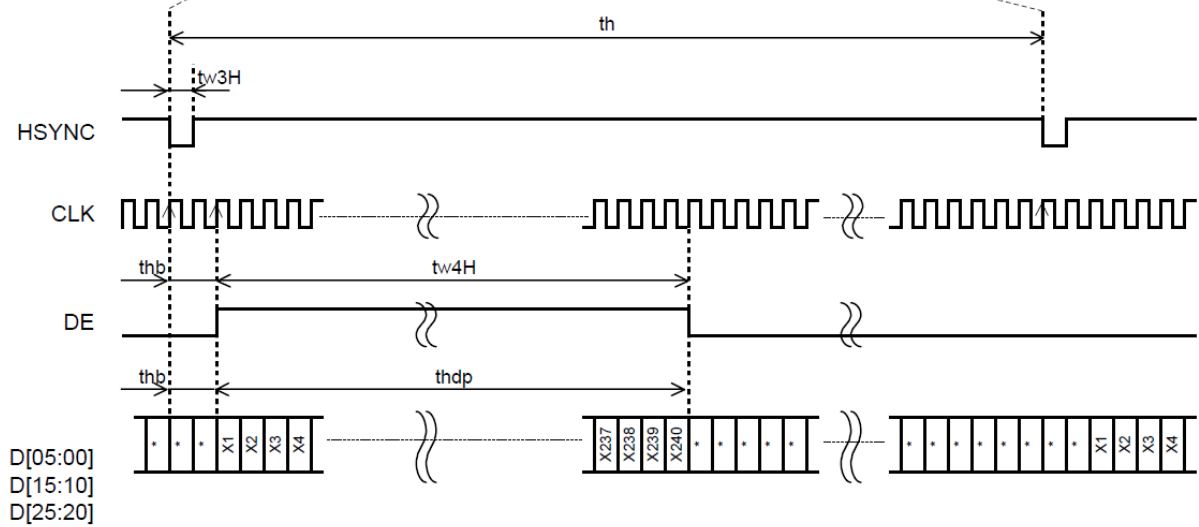 th
tw3H
HSYNC
CLK
thb tw4H
DE
thb thdp
* * * X1 X2 X3 X4 X237 X238 X239 X240 * * * * * * * * * * * * * X1 X2 X3 X4
D[05:00]
D[15:10]
D[25:20]